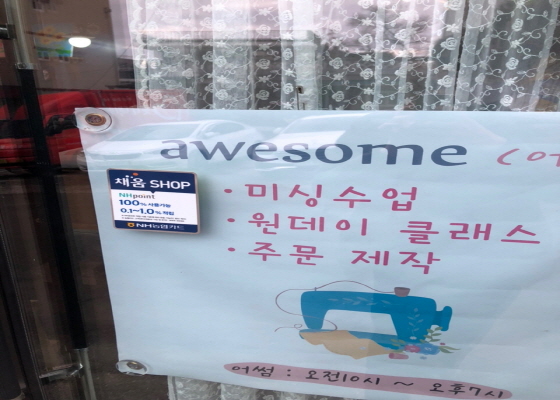 awesome (어
· 미싱수업
· 원데이 클래스
· 주문 제작
채움 SHOP
NHpoint
100% 사용가능
0.1~1.0% 적립
NH농협카드
어썸 : 오전10시 ~ 오후7시